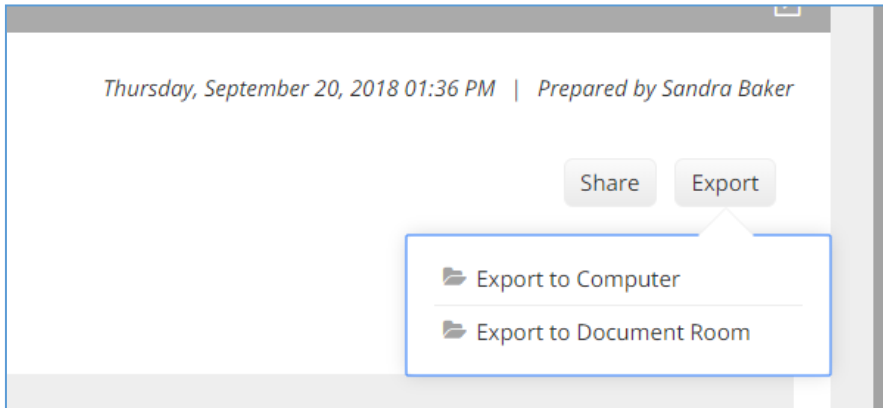 Thursday, September 20, 2018 01:36 PM | Prepared by Sandra Baker
Share Export
Export to Computer
Export to Document Room